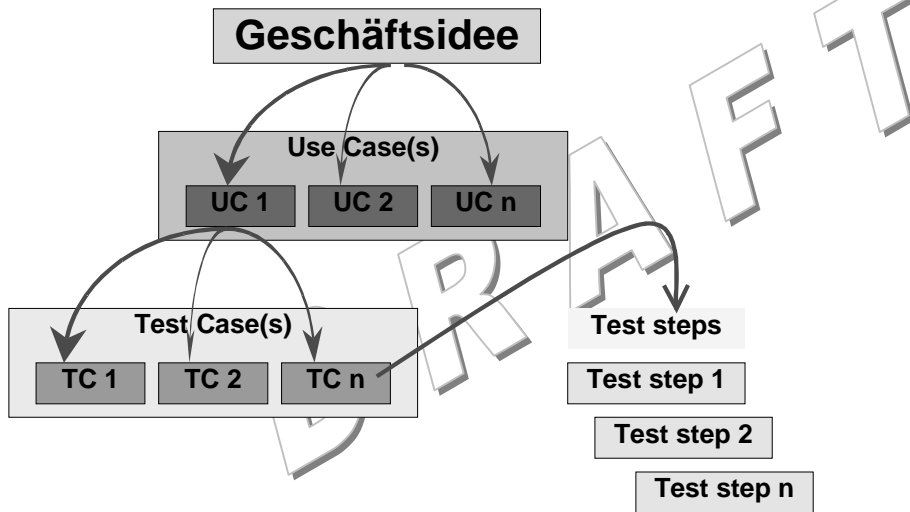 Geschäftsidee
Use Case(s)
UC 1
UC 2
UC n
Test Case(s)
TC 1
TC 2
TC n
Test steps
Test step 1
Test step 2
Test step n
DRAFT